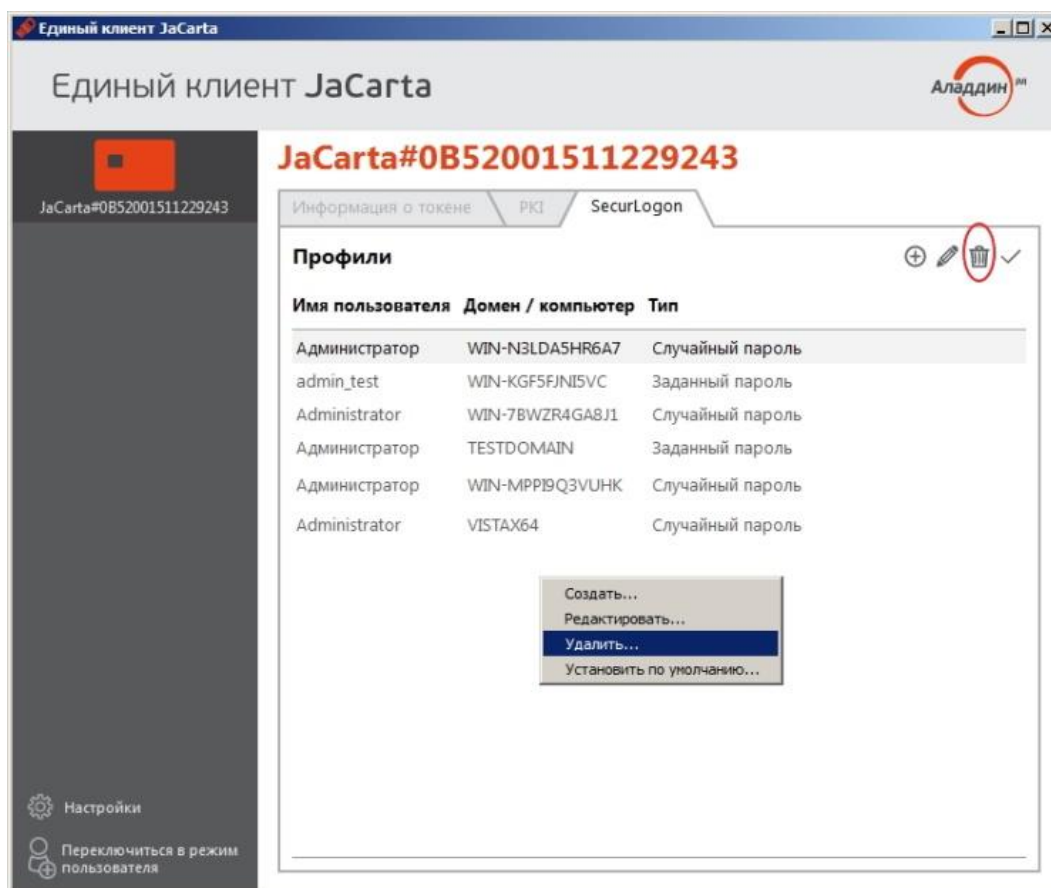 Единый клиент JaCarta
Единый клиент JaCarta
Аладдин
JaCarta#0B52001511229243
JaCarta#0B52001511229243
Информация о токене PKI SecurLogon
Профили
Имя пользователя Домен / компьютер Тип
Администратор WIN-N3LDA5HR6A7 Случайный пароль
admin_test WIN-KGF5FJNI5VC Заданный пароль
Administrator WIN-7BWZR4GA8J1 Случайный пароль
Администратор TESTDOMAIN Заданный пароль
Администратор WIN-MPPI9Q3VUHK Случайный пароль
Administrator VISTAX64 Случайный пароль
Создать...
Редактировать...
Удалить...
Установить по умолчанию...
Настройки
Переключиться в режим
пользователя